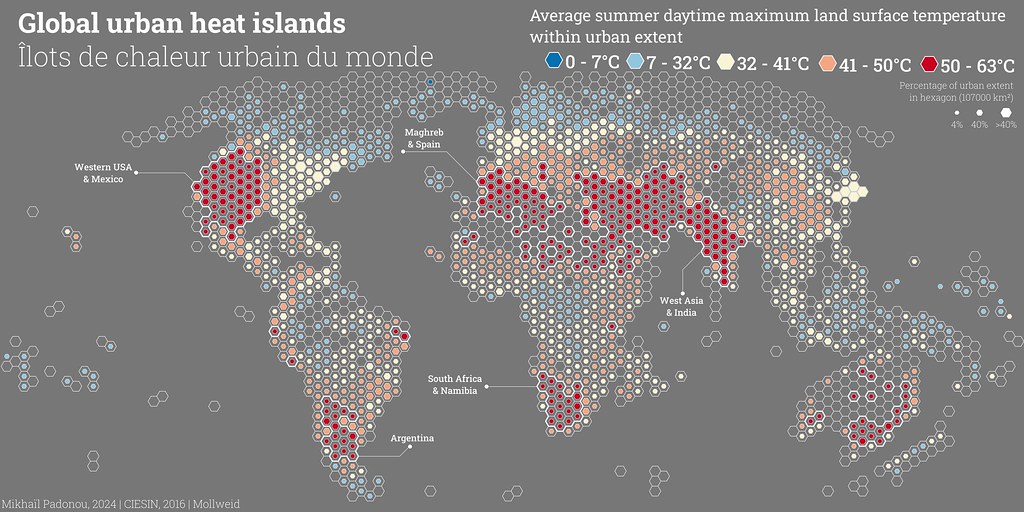 Global urban heat islands
Îlots de chaleur urbain du monde
Average summer daytime maximum land surface temperature
within urban extent
0 - 7°C 7 - 32°C 32 - 41°C 41 - 50°C 50 - 63°C
Percentage of urban extent
in hexagon (107000 km²)
4% 40% >40%
Maghreb
& Spain
Western USA
& Mexico
West Asia
& India
South Africa
& Namibia
Argentina
Mikhaïl Padonou, 2024 | CIESIN, 2016 | Mollweid